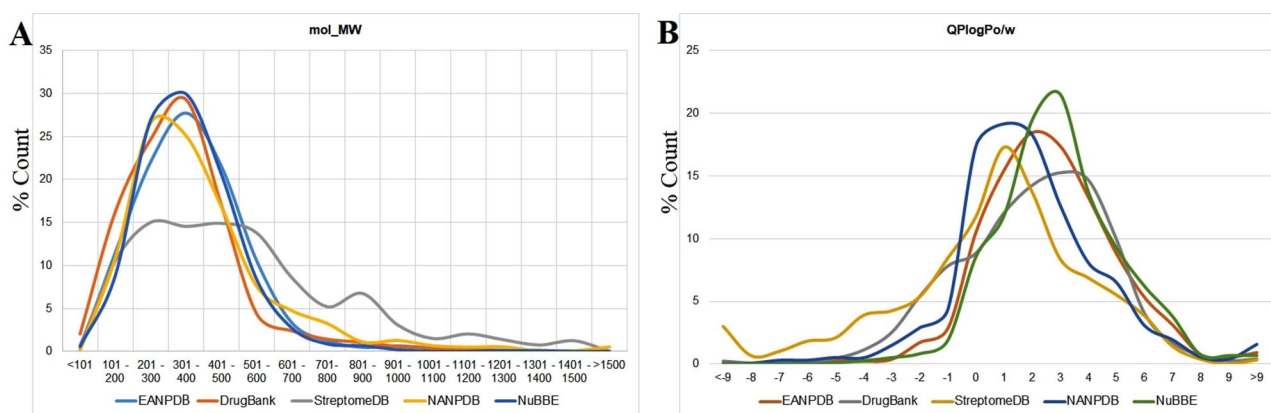 A
mol_MW
% Count
35
30
25
20
15
10
5
0
<101 101 - 200 201 - 300 301 - 400 401 - 500 501 - 600 601 - 700 701- 800 801 - 900 901 - 1000 1001 - 1100 1101 - 1200 1201 - 1300 1301- 1400 1401 - 1500 >1500
EANPDB DrugBank StreptomeDB NANPDB NuBBE
B
QPlogPo/w
% Count
25
20
15
10
5
0
<-9 -8 -7 -6 -5 -4 -3 -2 -1 0 1 2 3 4 5 6 7 8 9 >9
EANPDB DrugBank StreptomeDB NANPDB NuBBE